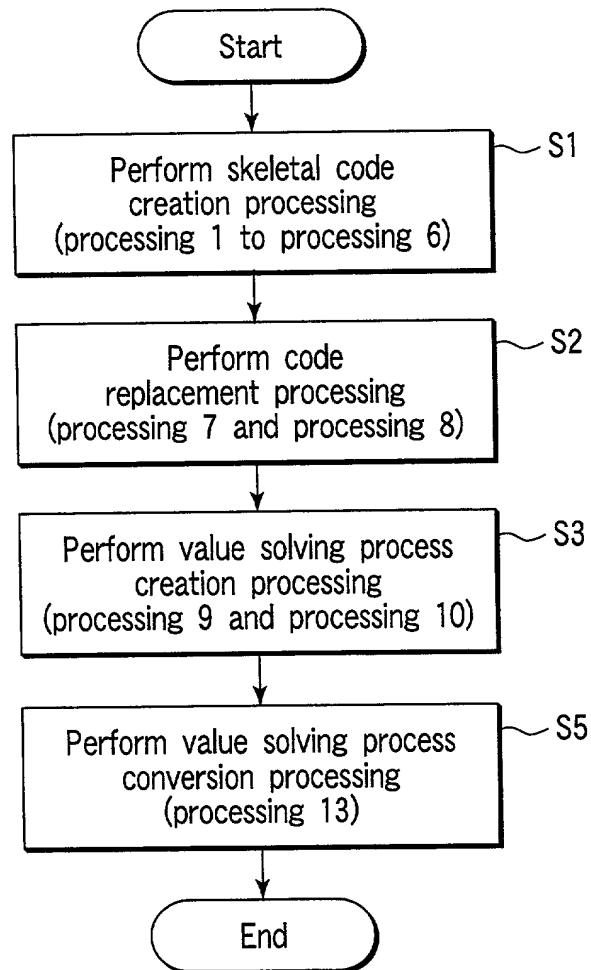 Start
S1
Perform skeletal code
creation processing
(processing 1 to processing 6)
S2
Perform code
replacement processing
(processing 7 and processing 8)
S3
Perform value solving process
creation processing
(processing 9 and processing 10)
S5
Perform value solving process
conversion processing
(processing 13)
End